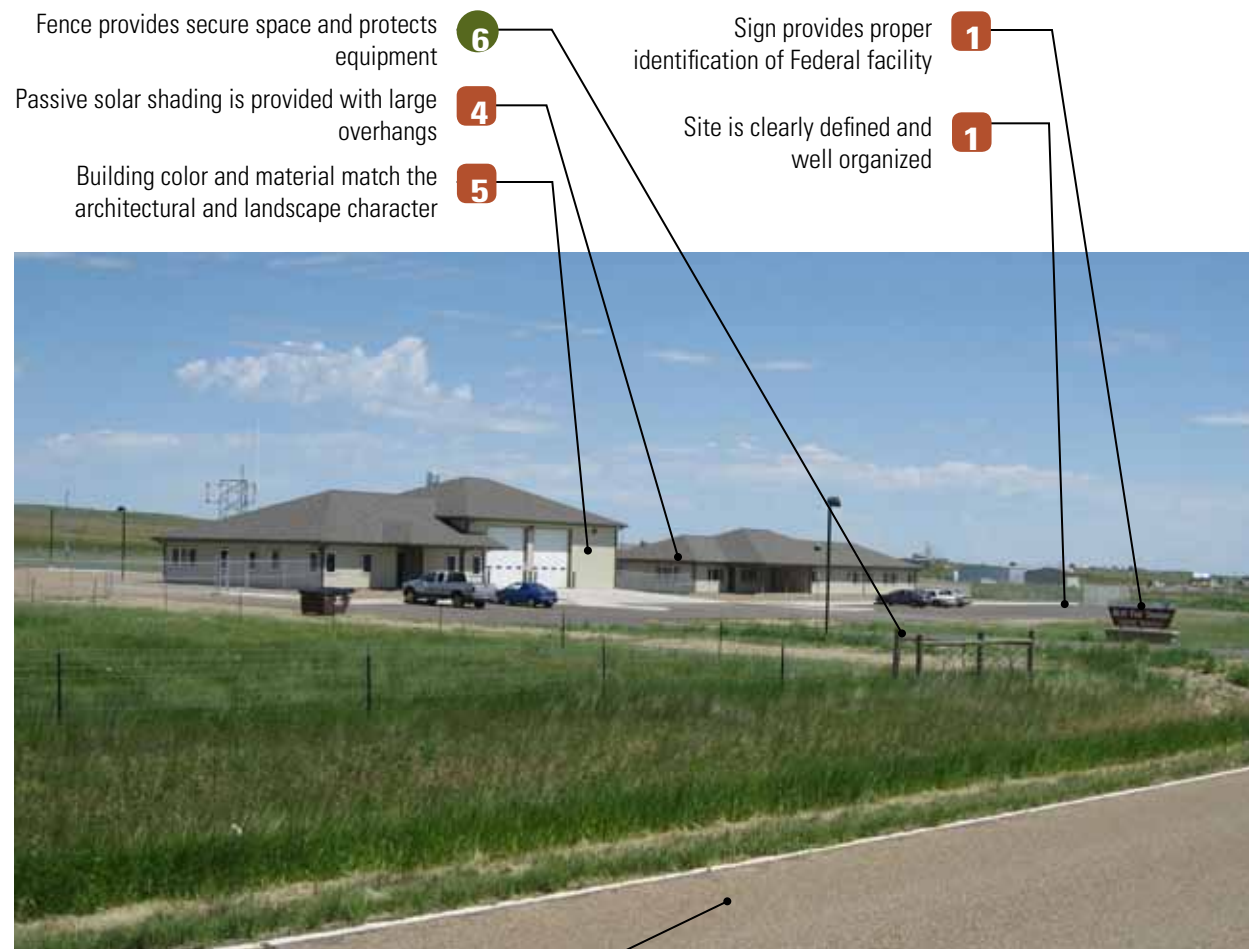 Fence provides secure space and protects
equipment
6
Passive solar shading is provided with large
overhangs
4
Building color and material match the
architectural and landscape character
5
Sign provides proper
identification of Federal facility
1
Site is clearly defined and
well organized
1